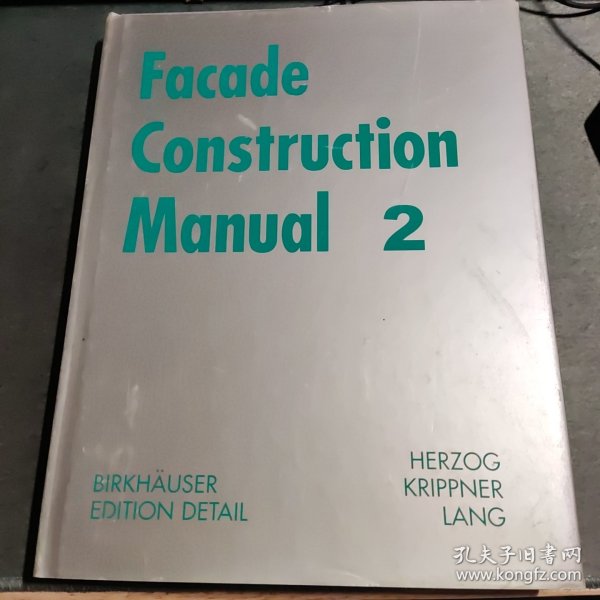 Facade
Construction
Manual 2
BIRKHÄUSER
EDITION DETAIL
HERZOG
KRIPPNER
LANG
孔夫子旧书网
www.kongfz.com